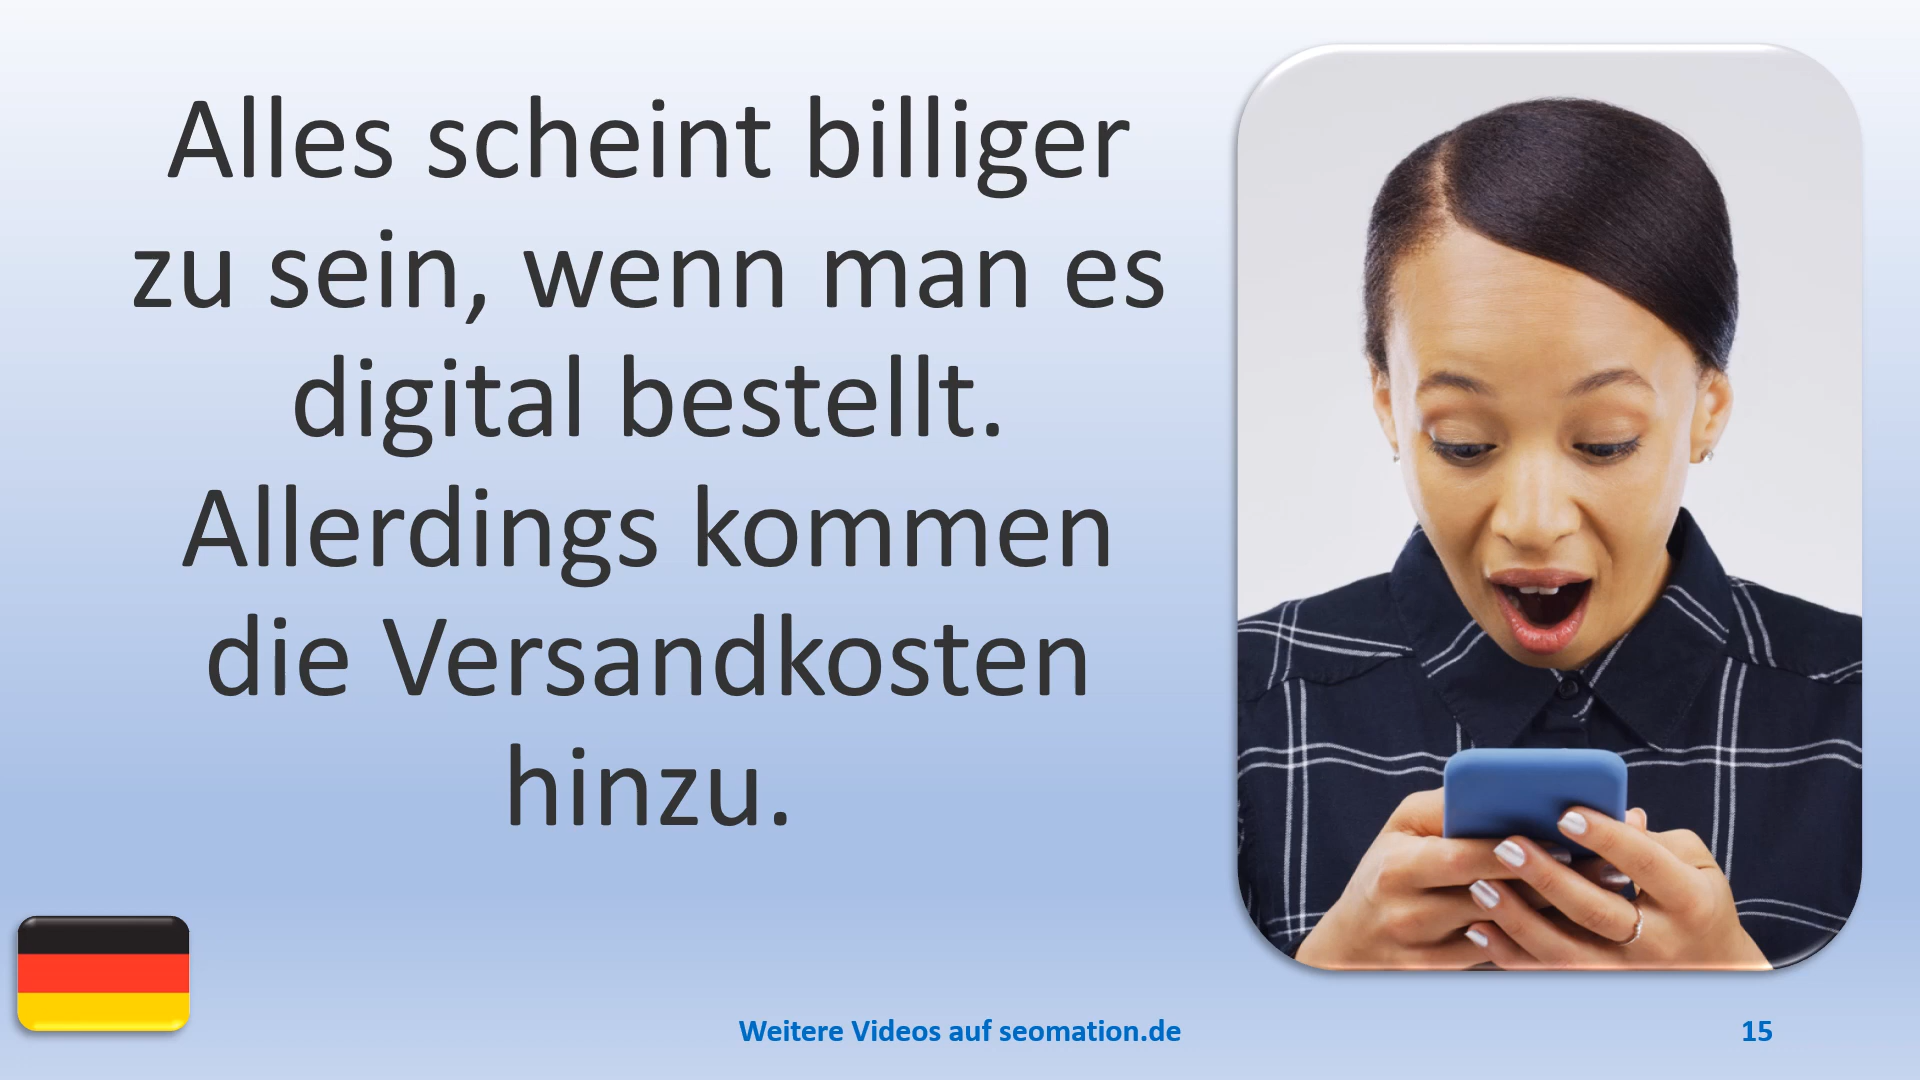 Alles scheint billiger
zu sein, wenn man es
digital bestellt.
Allerdings kommen
die Versandkosten
hinzu.
Weitere Videos auf seomation.de
15